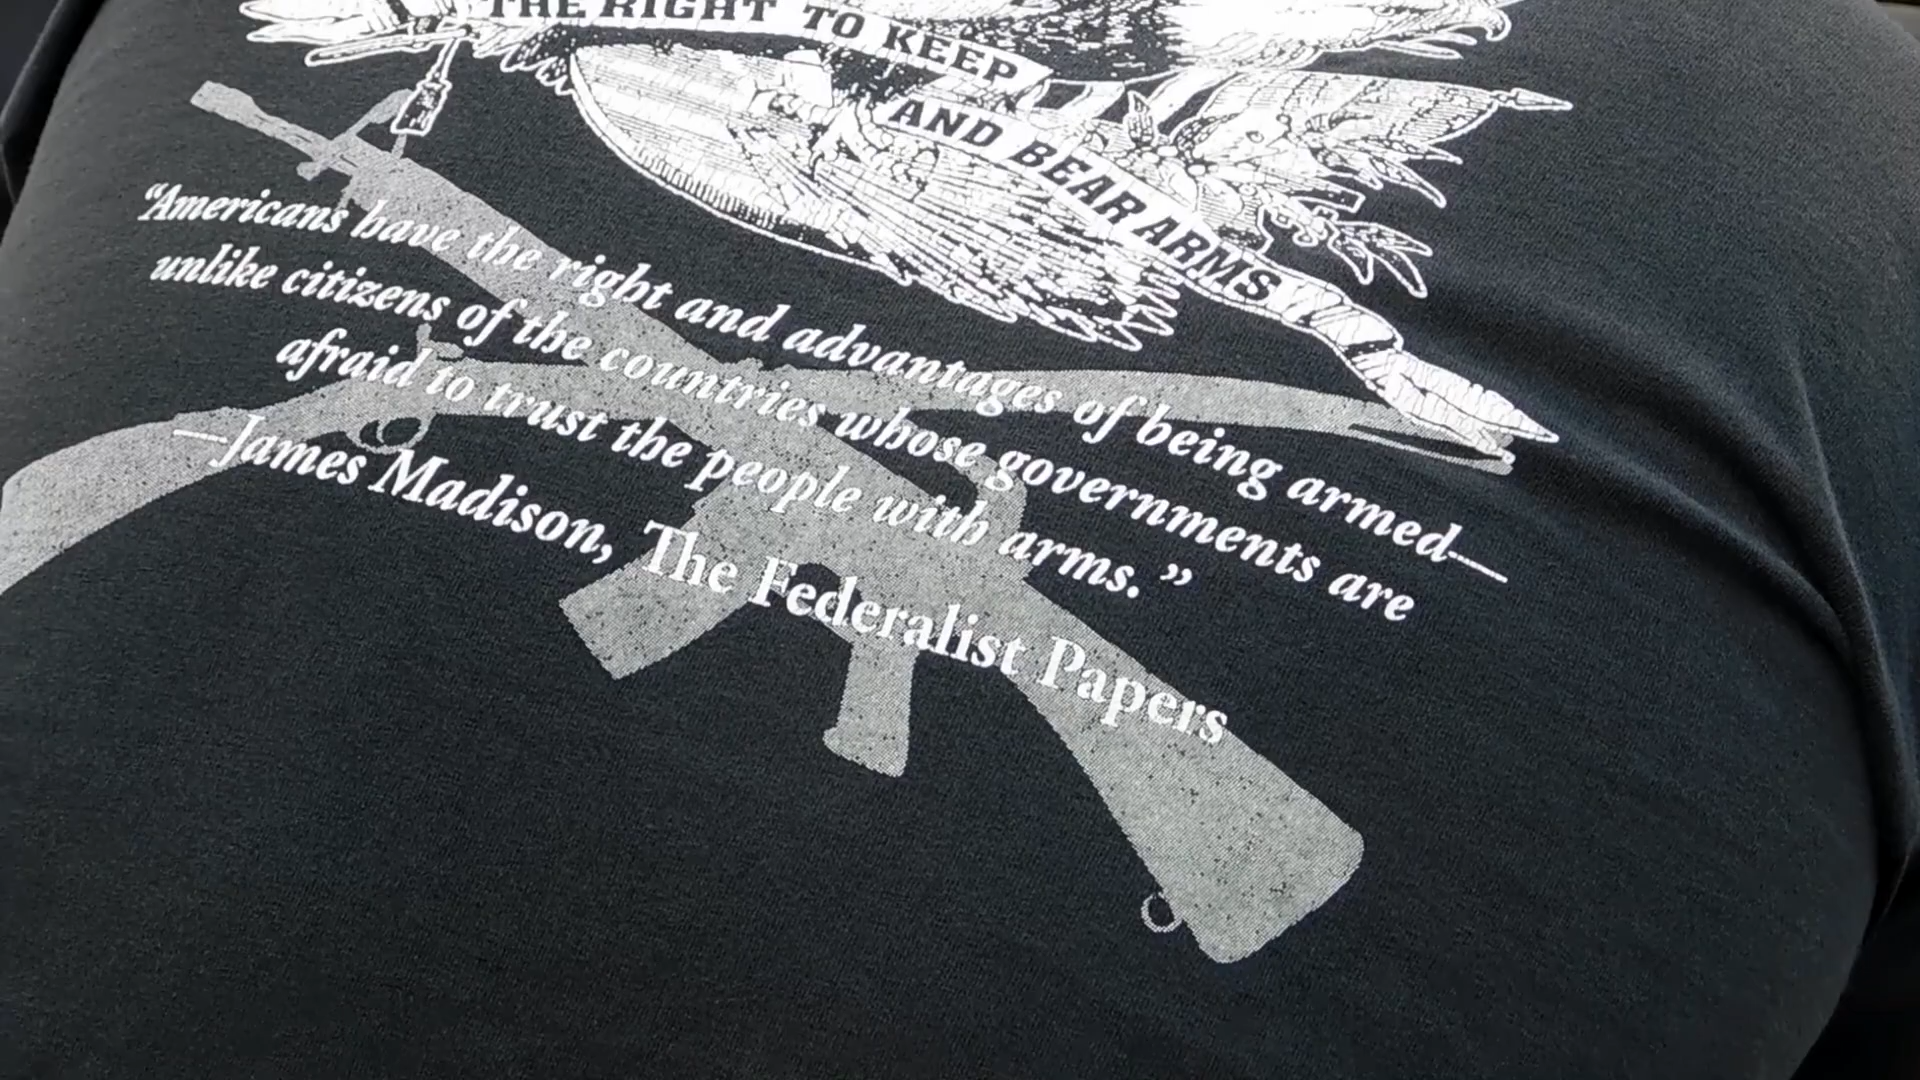 THE RIGHT TO KEEP
AND BEAR ARMS
“Americans have the right and advantages of being armed—
unlike citizens of the countries whose governments are
afraid to trust the people with arms.”
—James Madison, The Federalist Papers